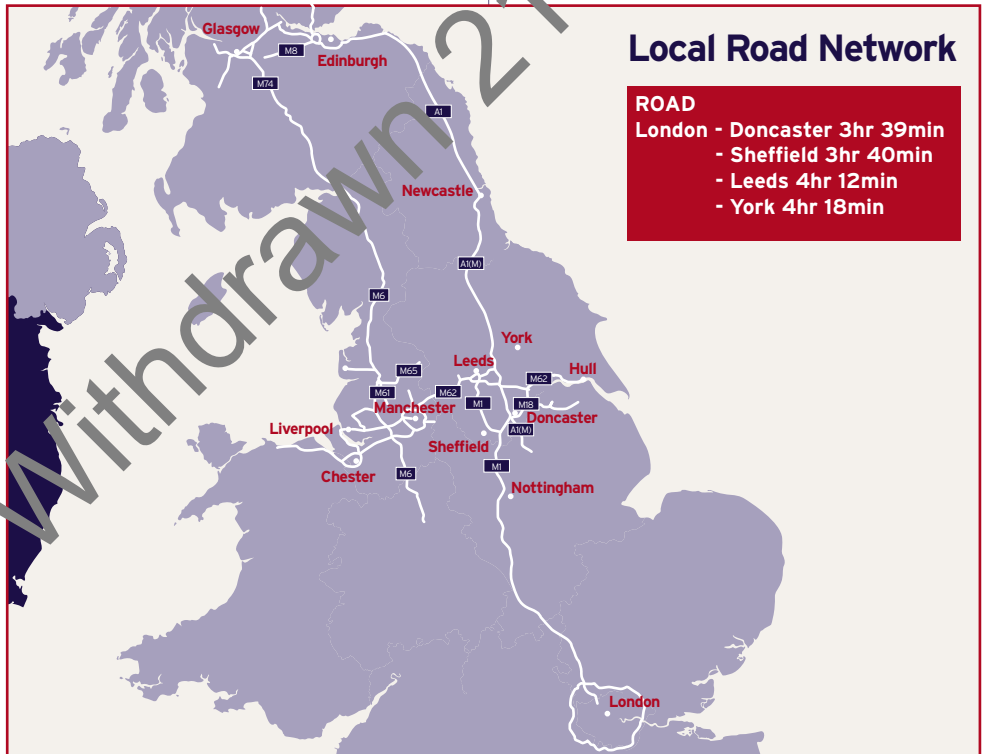 Local Road Network
ROAD
London - Doncaster 3hr 39min
- Sheffield 3hr 40min
- Leeds 4hr 12min
- York 4hr 18min
Glasgow
M8
Edinburgh
M74
A1
Newcastle
A1(M)
M6
York
Leeds
Hull
M65
M62
M61
M62
M1
M18
Manchester
Doncaster
Liverpool
A1(M)
Sheffield
M1
Chester
M6
Nottingham
London
Withdrawn 21